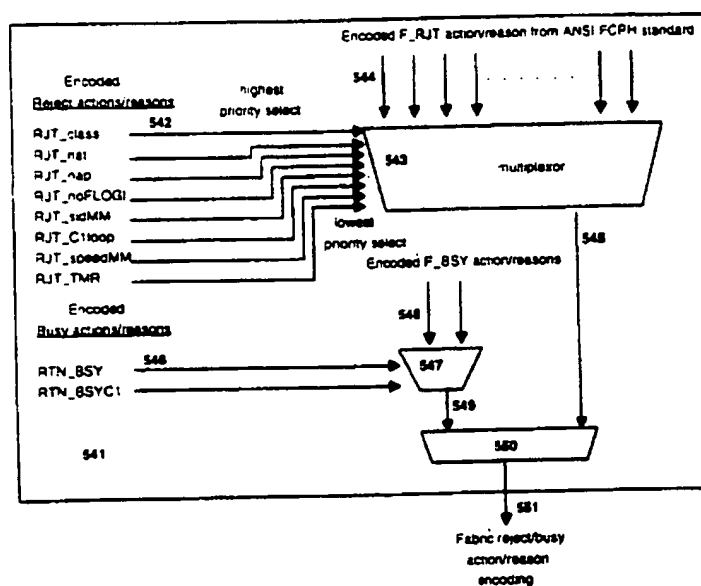 Encoded F_RJT action/reason from ANSI FCPH standard
Encoded
Reject actions/reasons
highest
priority select
544
542
RJT_class
RJT_nst
RJT_nap
RJT_noFLOGI
RJT_sidMM
RJT_C1loop
RJT_speedMM
RJT_TMR
543
multiplexor
lowest
priority select
545
Encoded F_BSY action/reasons
Encoded
Busy actions/reasons
548
546
547
RTN_BSY
RTN_BSYC1
549
541
550
551
Fabric reject/busy
action/reason
encoding